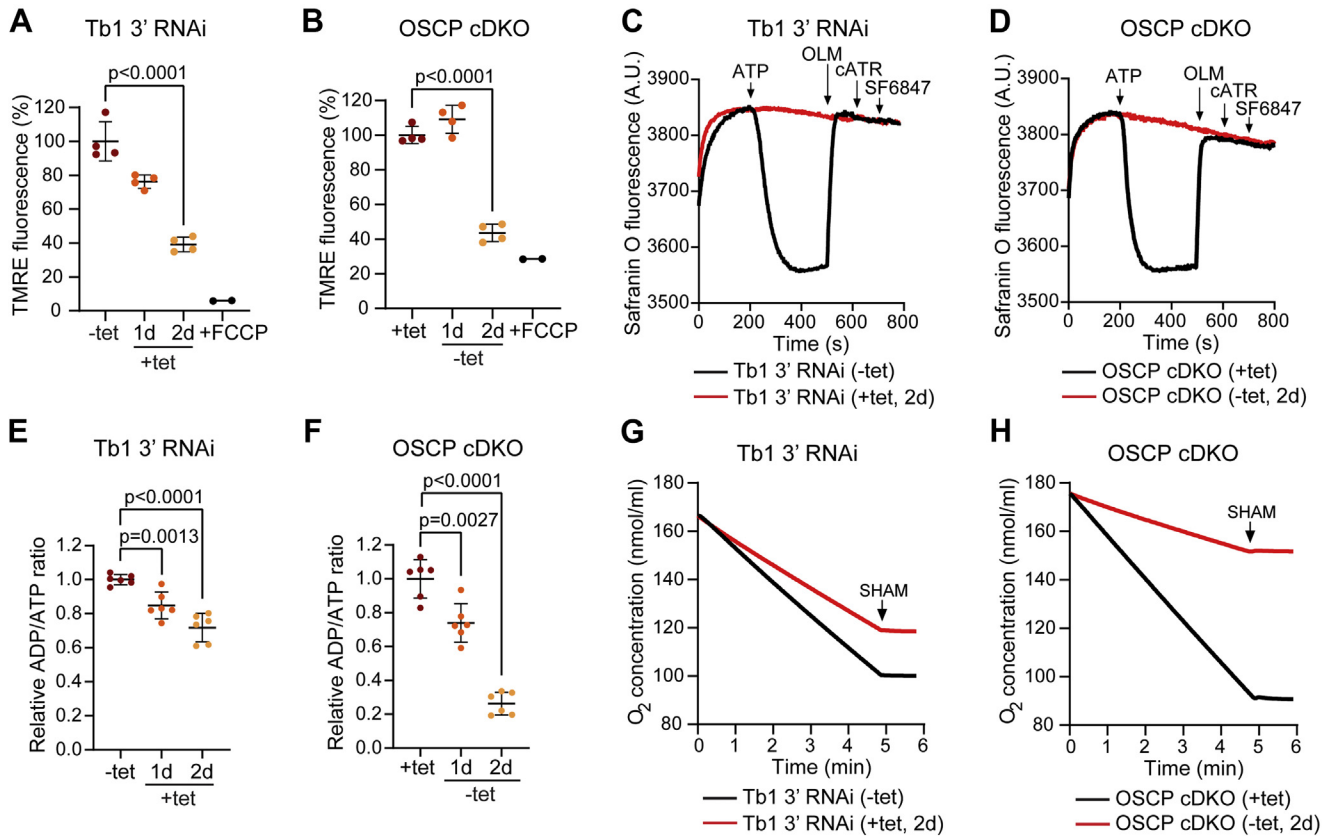 A
Tb1 3' RNAi
p<0.0001
TMRE fluorescence (%)
120
100
80
60
40
20
0
-tet
1d
2d
+FCCP
+tet
B
OSCP cDKO
p<0.0001
TMRE fluorescence (%)
120
100
80
60
40
20
0
+tet
1d
2d
+FCCP
-tet
C
Tb1 3' RNAi
Safranin O fluorescence (A.U.)
3900
3800
3700
3600
3500
ATP
OLM
cATR
SF6847
0
200
400
600
800
Time (s)
Tb1 3' RNAi (-tet)
Tb1 3' RNAi (+tet, 2d)
D
OSCP cDKO
Safranin O fluorescence (A.U.)
3900
3800
3700
3600
3500
ATP
OLM
cATR
SF6847
0
200
400
600
800
Time (s)
OSCP cDKO (+tet)
OSCP cDKO (-tet, 2d)
E
Tb1 3' RNAi
p<0.0001
p=0.0013
Relative ADP/ATP ratio
1.2
1.0
0.8
0.6
0.4
0.2
0.0
-tet
1d
2d
+tet
F
OSCP cDKO
p<0.0001
p=0.0027
Relative ADP/ATP ratio
1.2
1.0
0.8
0.6
0.4
0.2
0.0
+tet
1d
2d
-tet
G
Tb1 3' RNAi
O2 concentration (nmol/ml)
180
160
140
120
100
80
SHAM
0
1
2
3
4
5
6
Time (min)
Tb1 3' RNAi (-tet)
Tb1 3' RNAi (+tet, 2d)
H
OSCP cDKO
O2 concentration (nmol/ml)
180
160
140
120
100
80
SHAM
0
1
2
3
4
5
6
Time (min)
OSCP cDKO (+tet)
OSCP cDKO (-tet, 2d)